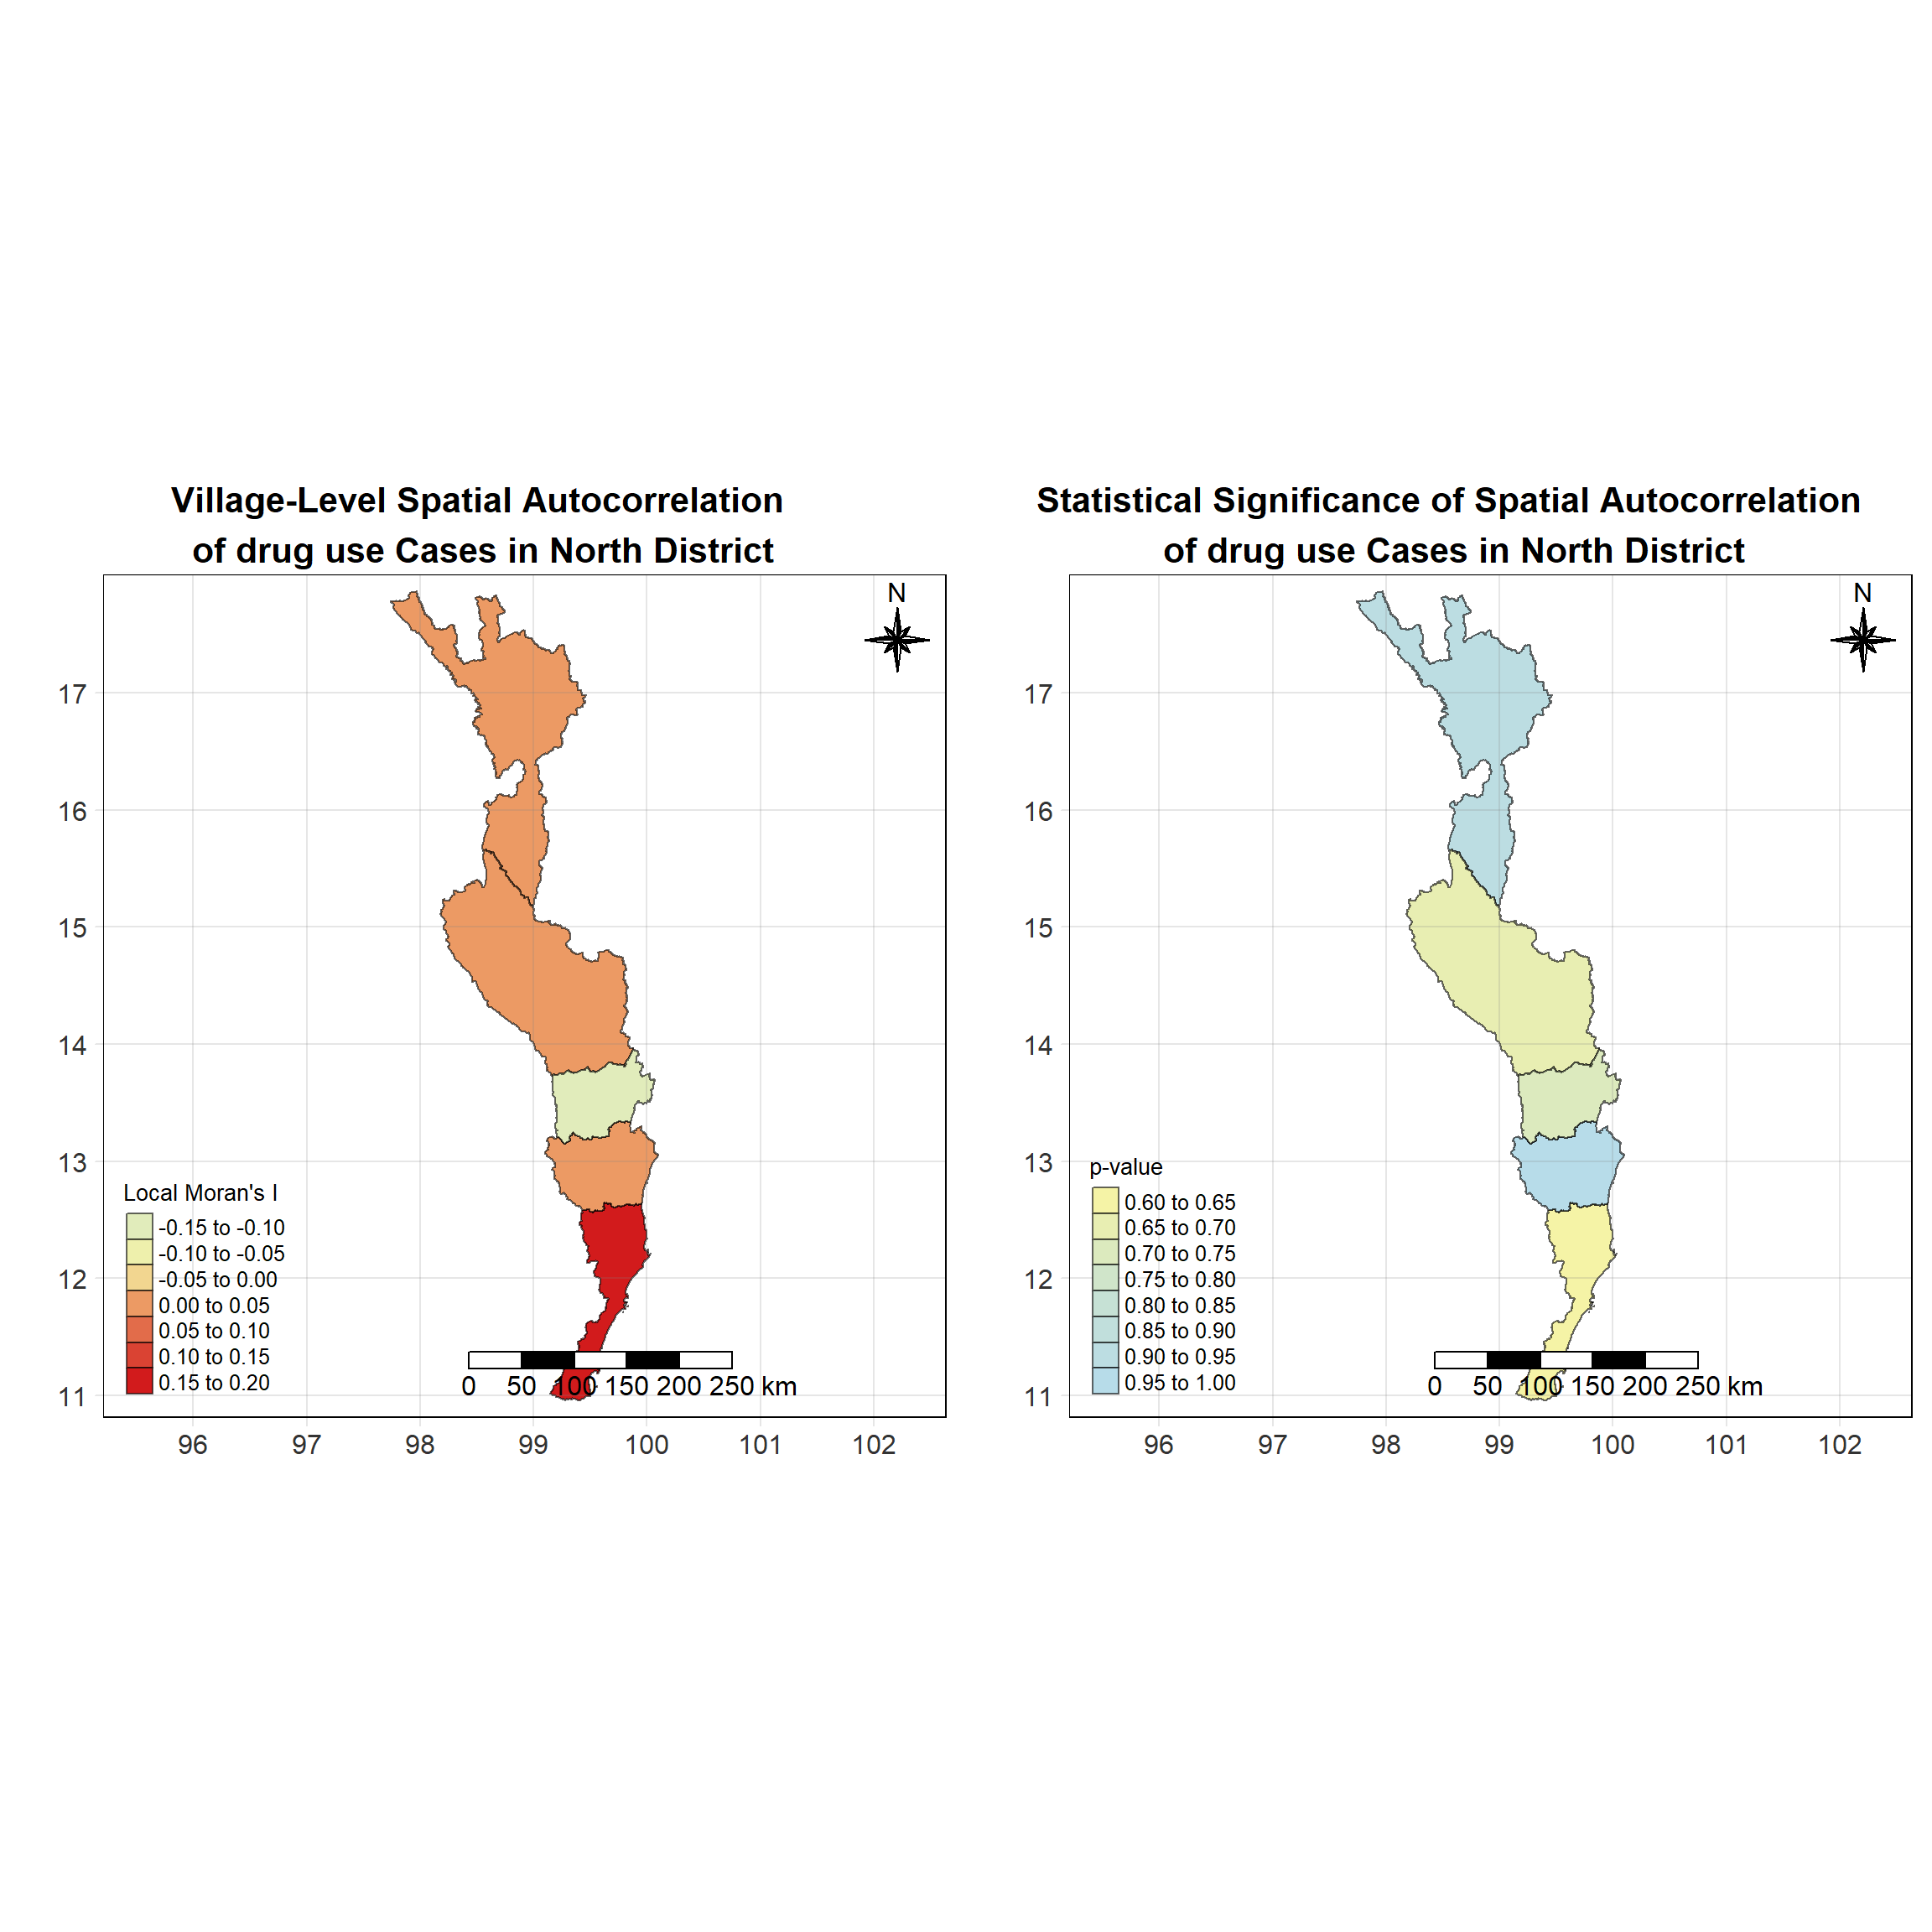 Village-Level Spatial Autocorrelation
of drug use Cases in North District
N
17
16
15
14
13
12
11
Local Moran's I
-0.15 to -0.10
-0.10 to -0.05
-0.05 to 0.00
0.00 to 0.05
0.05 to 0.10
0.10 to 0.15
0.15 to 0.20
0 50 100 150 200 250 km
96 97 98 99 100 101 102
Statistical Significance of Spatial Autocorrelation
of drug use Cases in North District
N
17
16
15
14
13
12
11
p-value
0.60 to 0.65
0.65 to 0.70
0.70 to 0.75
0.75 to 0.80
0.80 to 0.85
0.85 to 0.90
0.90 to 0.95
0.95 to 1.00
0 50 100 150 200 250 km
96 97 98 99 100 101 102